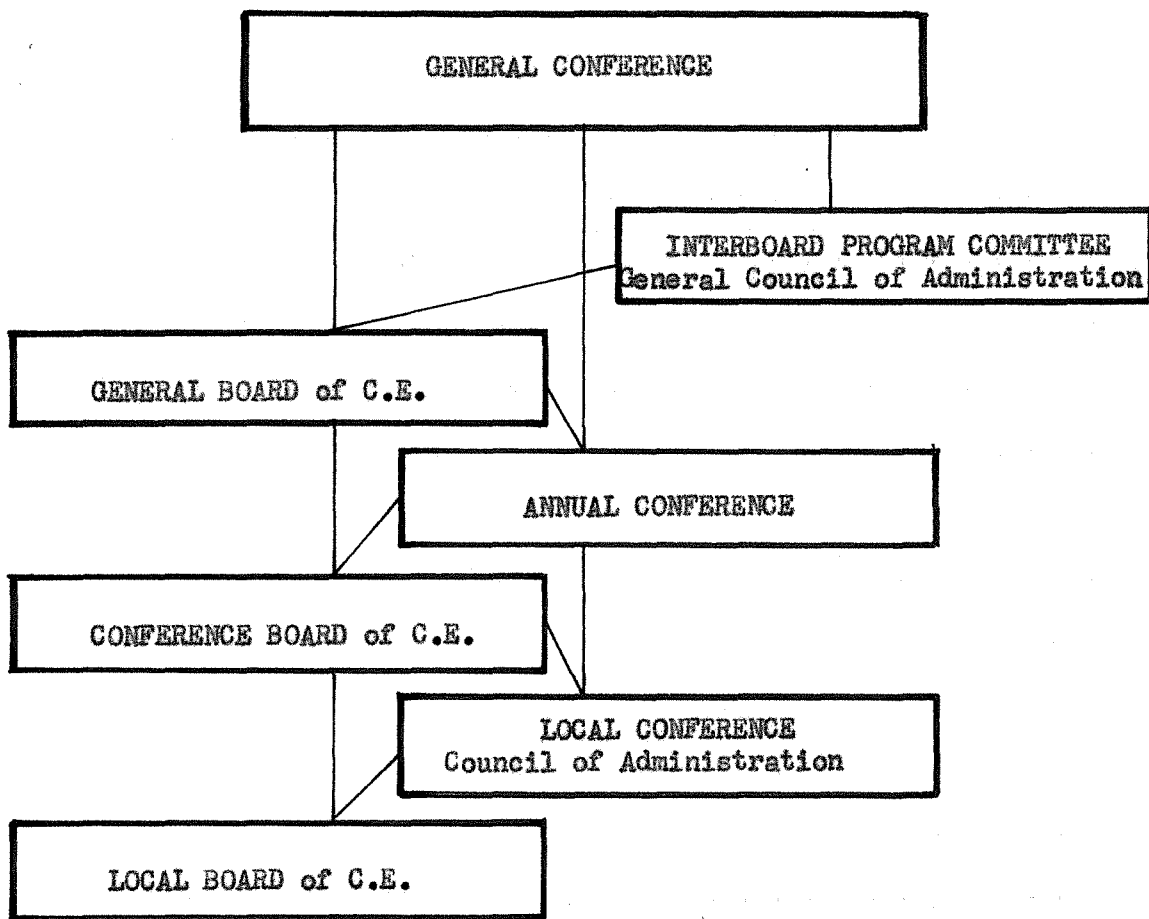 GENERAL CONFERENCE
INTERBOARD PROGRAM COMMITTEE
General Council of Administration
GENERAL BOARD of C.E.
ANNUAL CONFERENCE
CONFERENCE BOARD of C.E.
LOCAL CONFERENCE
Council of Administration
LOCAL BOARD of C.E.